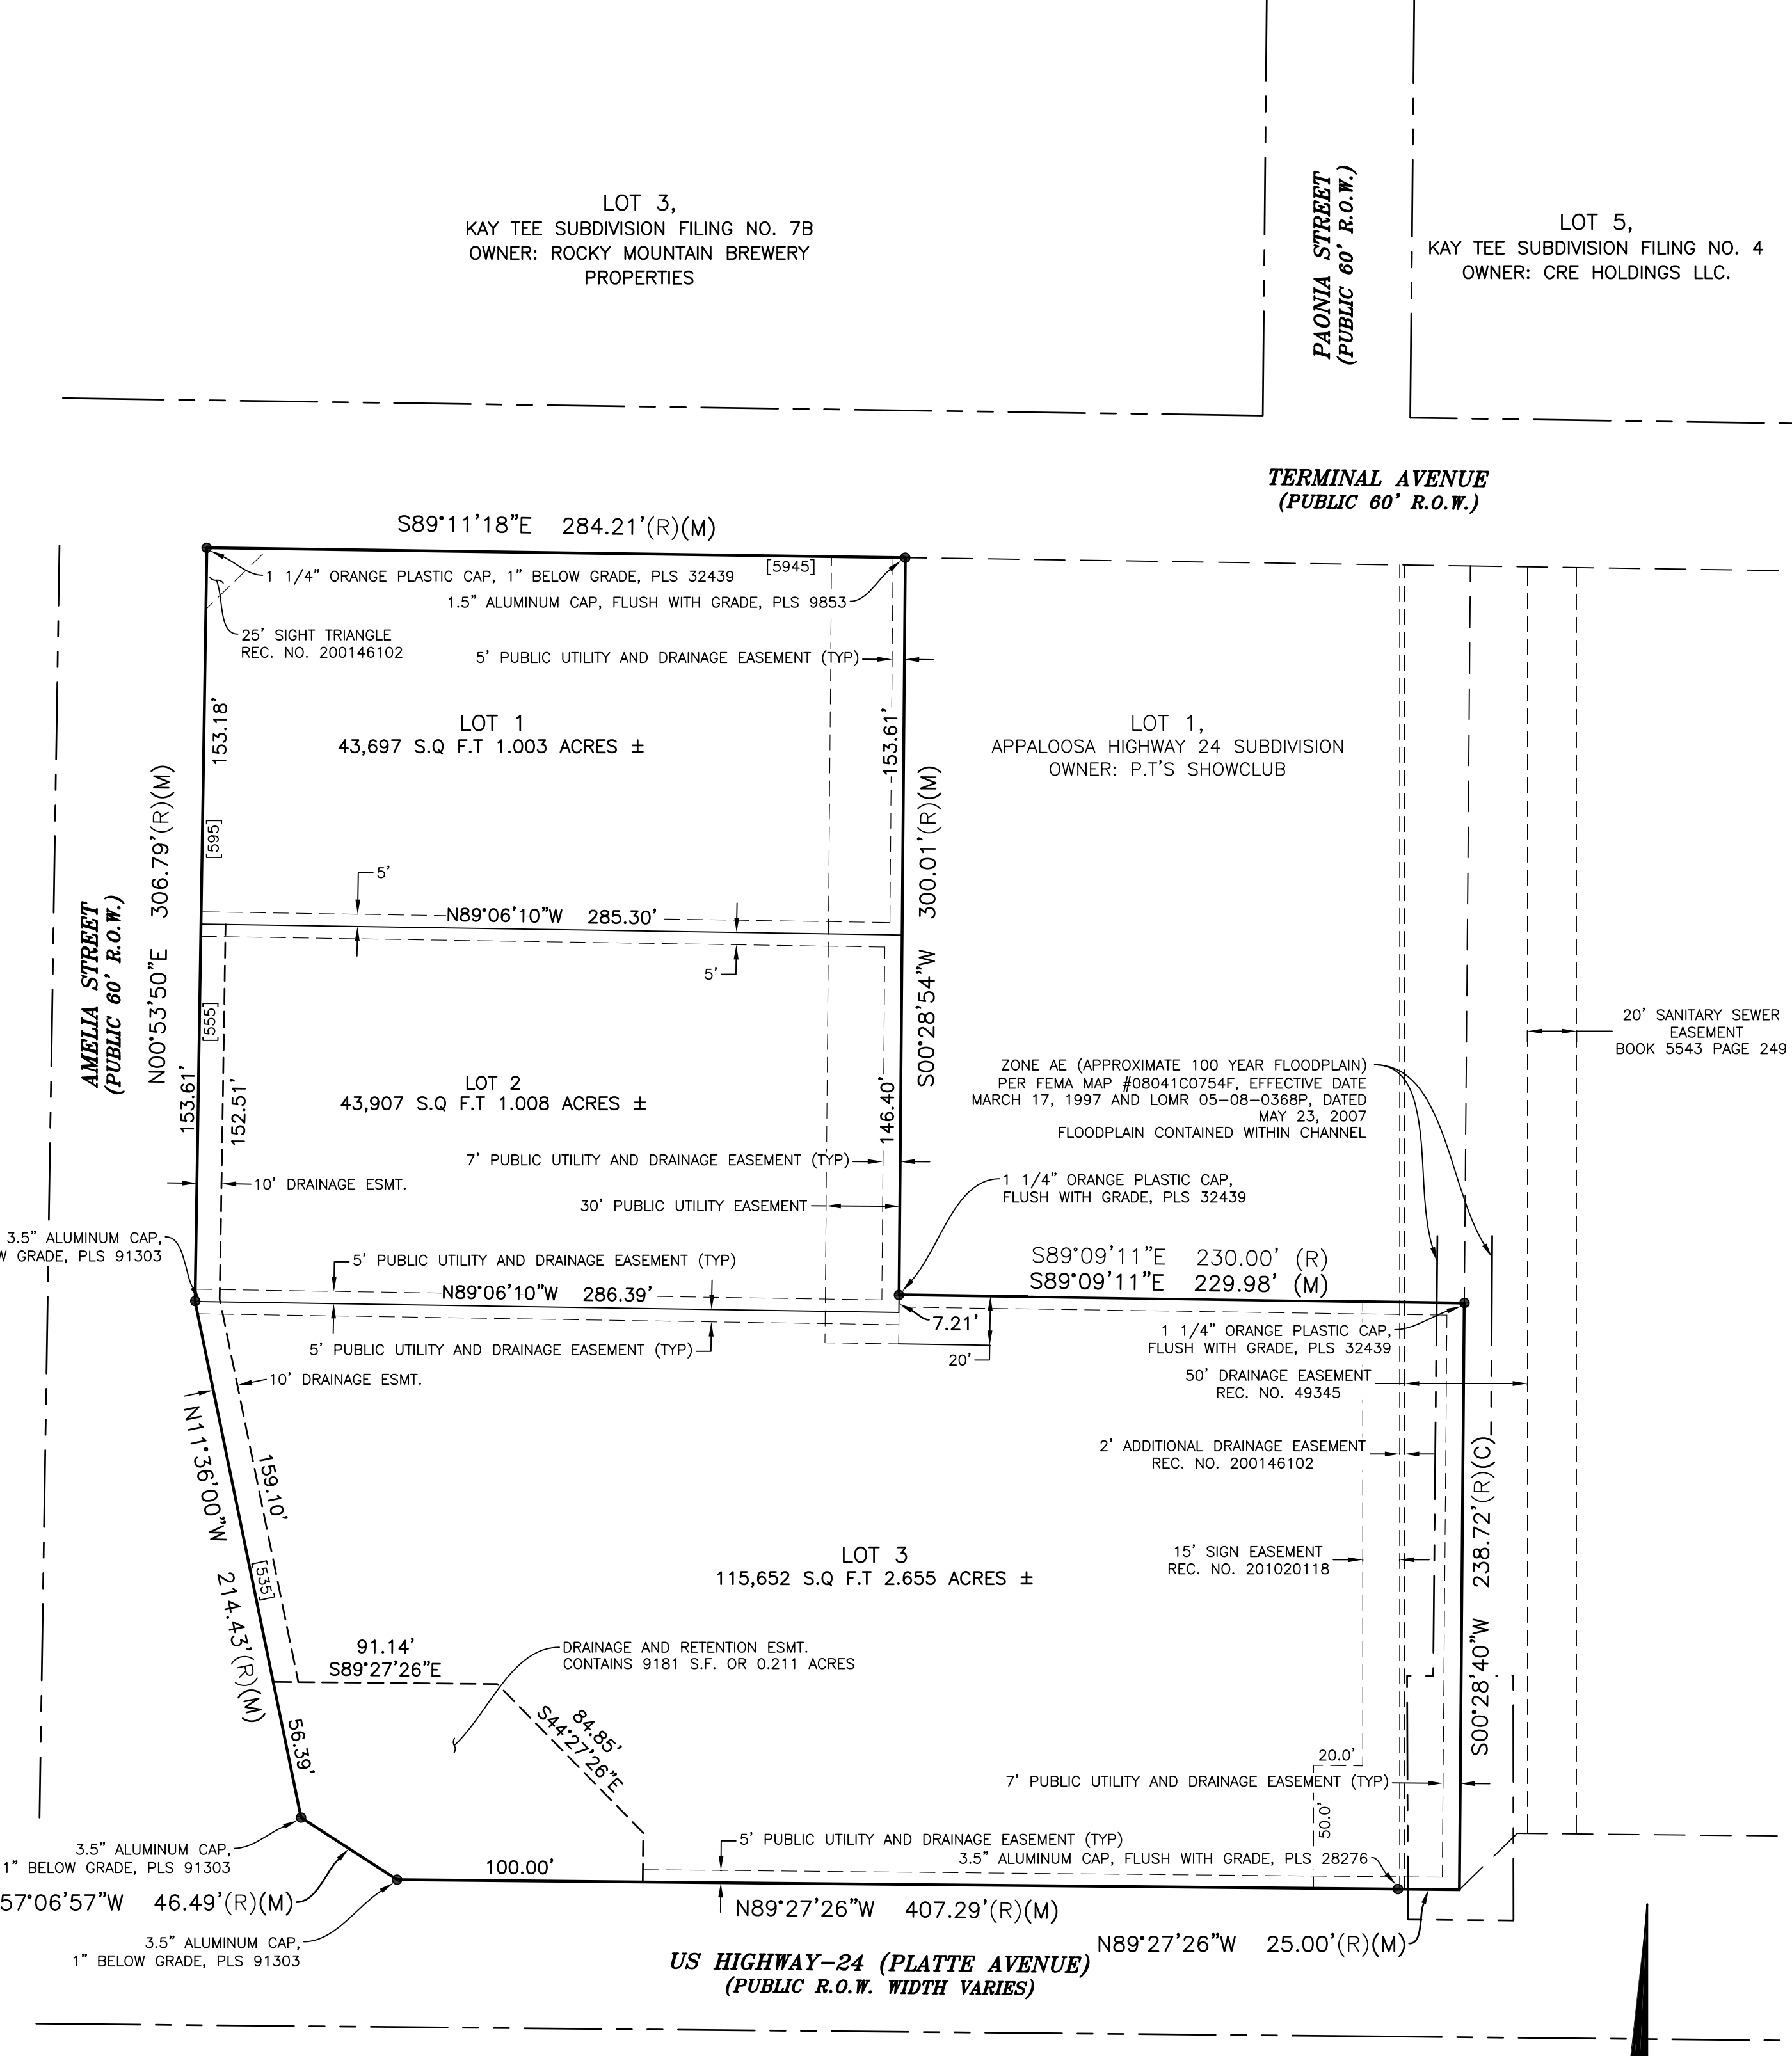 LOT 3,
KAY TEE SUBDIVISION FILING NO. 7B
OWNER: ROCKY MOUNTAIN BREWERY
PROPERTIES
PAONIA STREET
(PUBLIC 60' R.O.W.)
LOT 5,
KAY TEE SUBDIVISION FILING NO. 4
OWNER: CRE HOLDINGS LLC.
TERMINAL AVENUE
(PUBLIC 60' R.O.W.)
S89°11'18"E 284.21'(R)(M)
[5945]
1 1/4" ORANGE PLASTIC CAP, 1" BELOW GRADE, PLS 32439
1.5" ALUMINUM CAP, FLUSH WITH GRADE, PLS 9853
25' SIGHT TRIANGLE
REC. NO. 200146102
5' PUBLIC UTILITY AND DRAINAGE EASEMENT (TYP)
153.18'
LOT 1
43,697 S.Q F.T 1.003 ACRES ±
153.61'
LOT 1,
APPALOOSA HIGHWAY 24 SUBDIVISION
OWNER: P.T'S SHOWCLUB
N00°53'50"E 306.79'(R)(M)
[595]
S00°28'54"W 300.01'(R)(M)
5'
N89°06'10"W 285.30'
5'
AMELIA STREET
(PUBLIC 60' R.O.W.)
[555]
20' SANITARY SEWER
EASEMENT
BOOK 5543 PAGE 249
153.61'
152.51'
LOT 2
43,907 S.Q F.T 1.008 ACRES ±
146.40'
ZONE AE (APPROXIMATE 100 YEAR FLOODPLAIN)
PER FEMA MAP #08041C0754F, EFFECTIVE DATE
MARCH 17, 1997 AND LOMR 05-08-0368P, DATED
MAY 23, 2007
FLOODPLAIN CONTAINED WITHIN CHANNEL
7' PUBLIC UTILITY AND DRAINAGE EASEMENT (TYP)
10' DRAINAGE ESMT.
30' PUBLIC UTILITY EASEMENT
1 1/4" ORANGE PLASTIC CAP,
FLUSH WITH GRADE, PLS 32439
3.5" ALUMINUM CAP,
W GRADE, PLS 91303
5' PUBLIC UTILITY AND DRAINAGE EASEMENT (TYP)
N89°06'10"W 286.39'
S89°09'11"E 230.00' (R)
S89°09'11"E 229.98' (M)
7.21'
5' PUBLIC UTILITY AND DRAINAGE EASEMENT (TYP)
20'
1 1/4" ORANGE PLASTIC CAP,
FLUSH WITH GRADE, PLS 32439
10' DRAINAGE ESMT.
50' DRAINAGE EASEMENT
REC. NO. 49345
N11°36'00"W 214.43'(R)(M)
159.10'
[535]
2' ADDITIONAL DRAINAGE EASEMENT
REC. NO. 200146102
S00°28'40"W 238.72'(R)(C)
LOT 3
115,652 S.Q F.T 2.655 ACRES ±
15' SIGN EASEMENT
REC. NO. 201020118
91.14'
S89°27'26"E
DRAINAGE AND RETENTION ESMT.
CONTAINS 9181 S.F. OR 0.211 ACRES
84.85'
S44°27'26"E
56.39'
20.0'
7' PUBLIC UTILITY AND DRAINAGE EASEMENT (TYP)
50.0'
3.5" ALUMINUM CAP,
1" BELOW GRADE, PLS 91303
5' PUBLIC UTILITY AND DRAINAGE EASEMENT (TYP)
3.5" ALUMINUM CAP, FLUSH WITH GRADE, PLS 28276
100.00'
57°06'57"W 46.49'(R)(M)
N89°27'26"W 407.29'(R)(M)
3.5" ALUMINUM CAP,
1" BELOW GRADE, PLS 91303
N89°27'26"W 25.00'(R)(M)
US HIGHWAY-24 (PLATTE AVENUE)
(PUBLIC R.O.W. WIDTH VARIES)